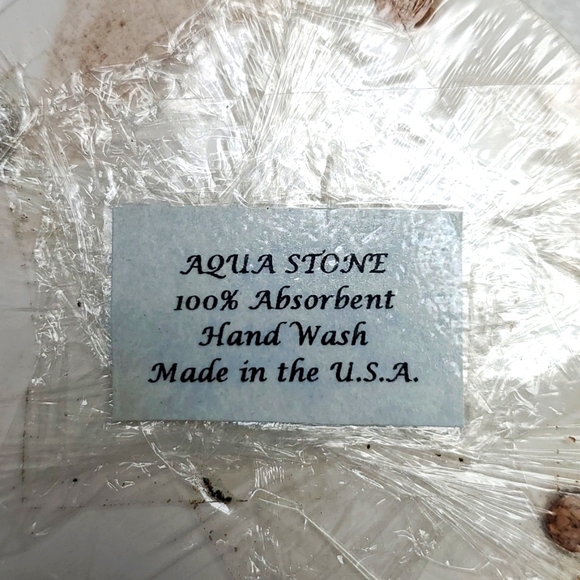 AQUA STONE
100% Absorbent
Hand Wash
Made in the U.S.A.